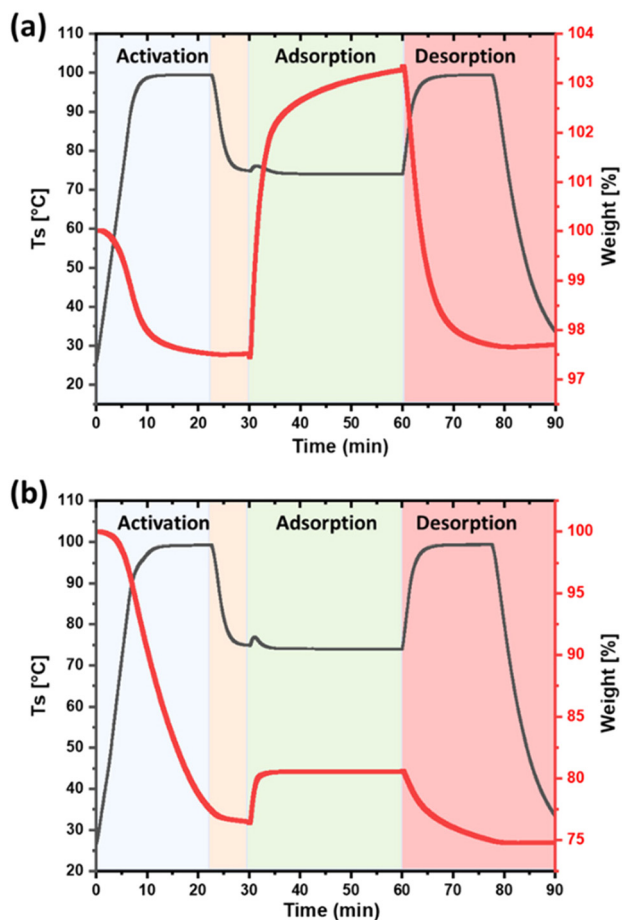 (a)
Activation Adsorption Desorption
110
100
90
80
70
60
50
40
30
20
Ts [°C]
104
103
102
101
100
99
98
97
Weight [%]
0 10 20 30 40 50 60 70 80 90
Time (min)
(b)
Activation Adsorption Desorption
110
100
90
80
70
60
50
40
30
20
Ts [°C]
100
95
90
85
80
75
Weight [%]
0 10 20 30 40 50 60 70 80 90
Time (min)